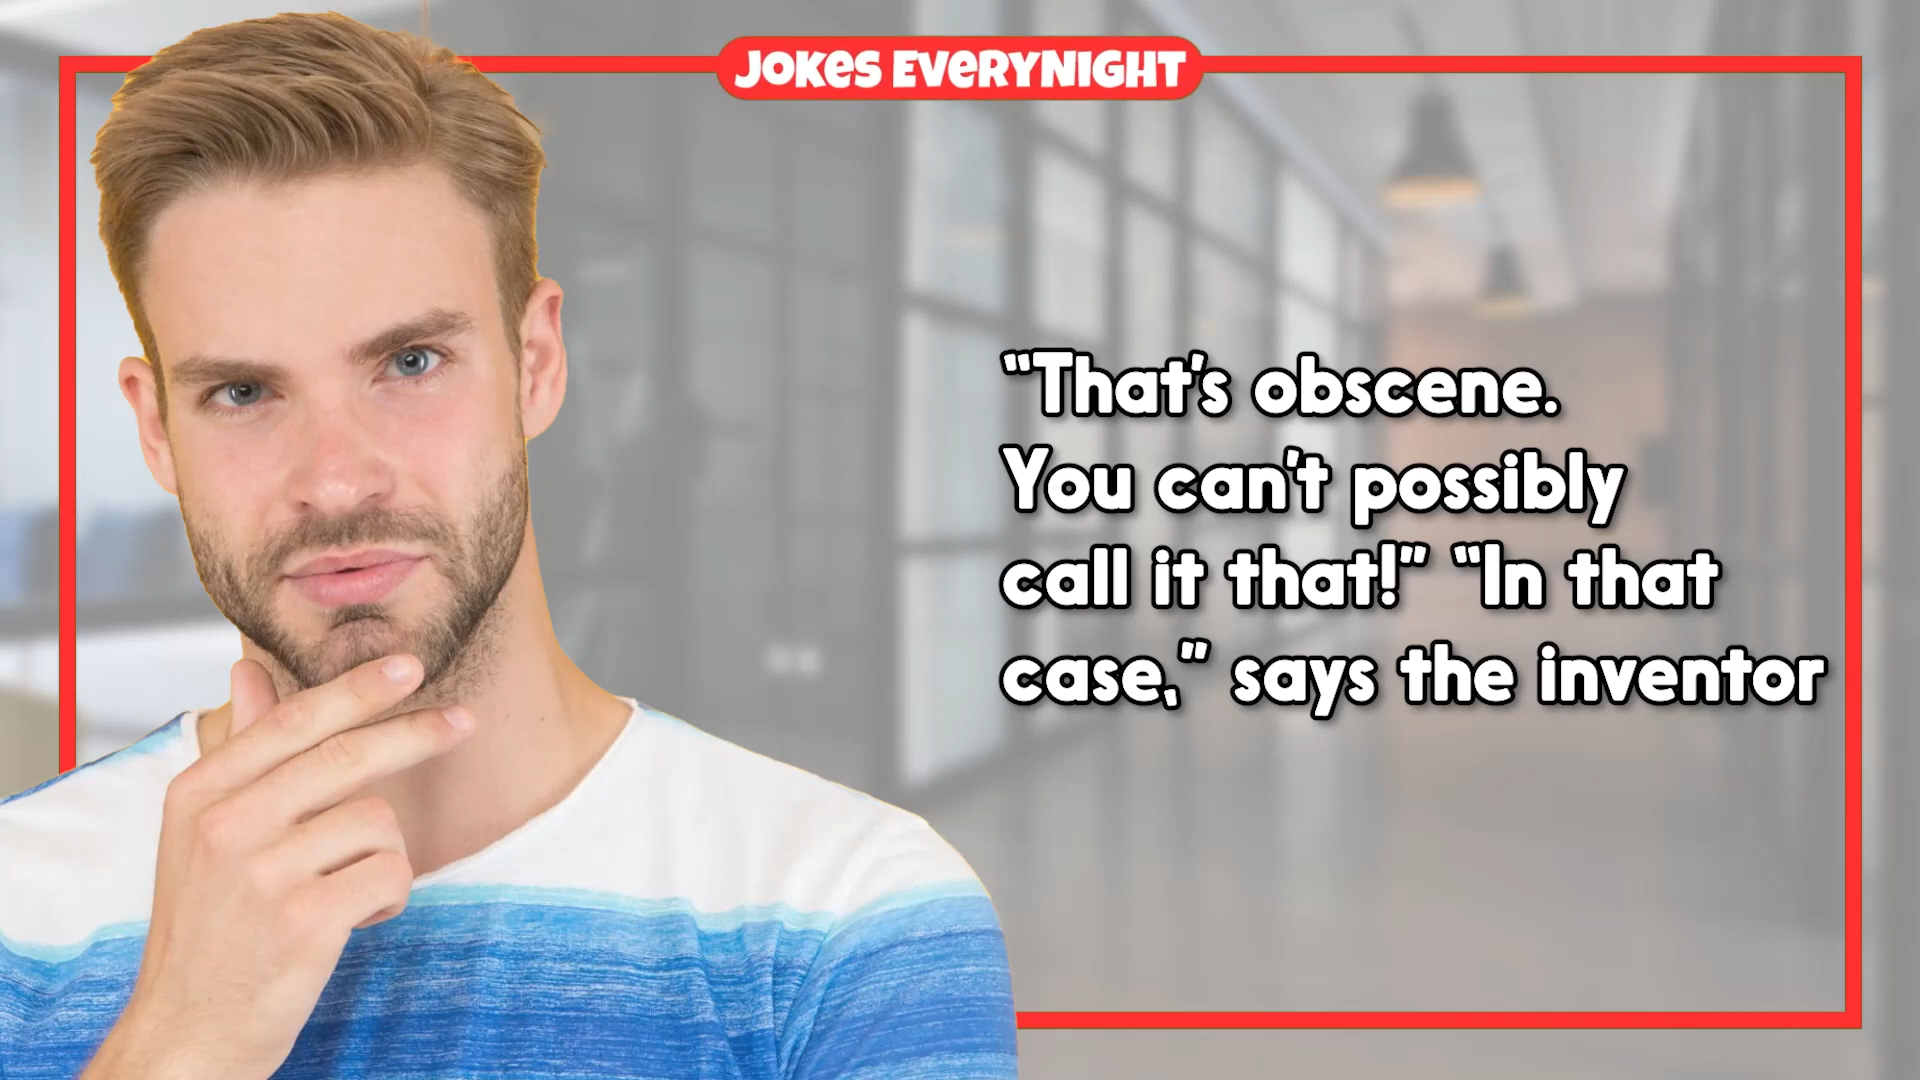 JOKES EVERYNIGHT
"That's obscene.
You can't possibly
call it that!" "In that
case," says the inventor